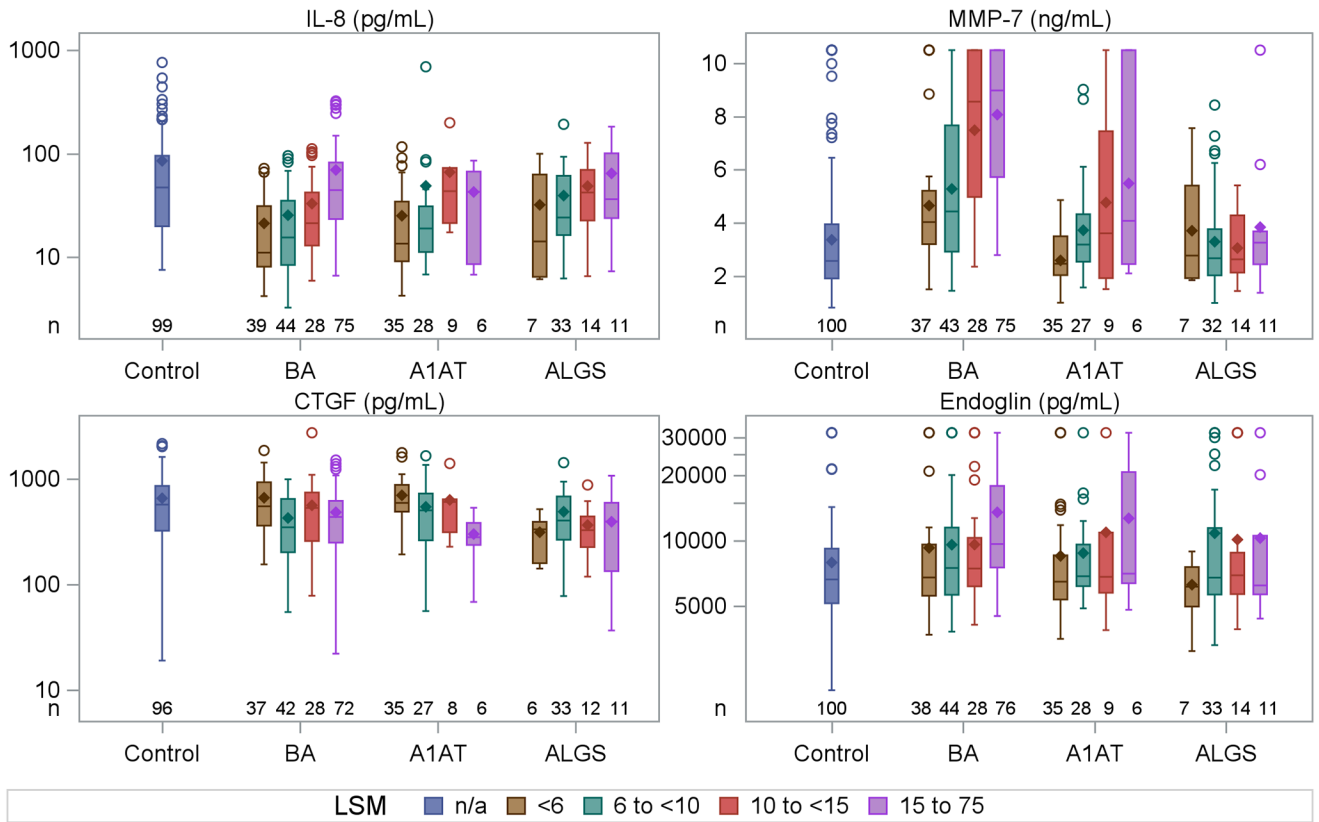 IL-8 (pg/mL)
1000
100
10
n 99 39 44 28 75 35 28 9 6 7 33 14 11
Control BA A1AT ALGS
MMP-7 (ng/mL)
10
8
6
4
2
n 100 37 43 28 75 35 27 9 6 7 32 14 11
Control BA A1AT ALGS
CTGF (pg/mL)
1000
100
10
n 96 37 42 28 72 35 27 8 6 6 33 12 11
Control BA A1AT ALGS
Endoglin (pg/mL)
30000
20000
10000
5000
n 100 38 44 28 76 35 28 9 6 7 33 14 11
Control BA A1AT ALGS
LSM n/a <6 6 to <10 10 to <15 15 to 75